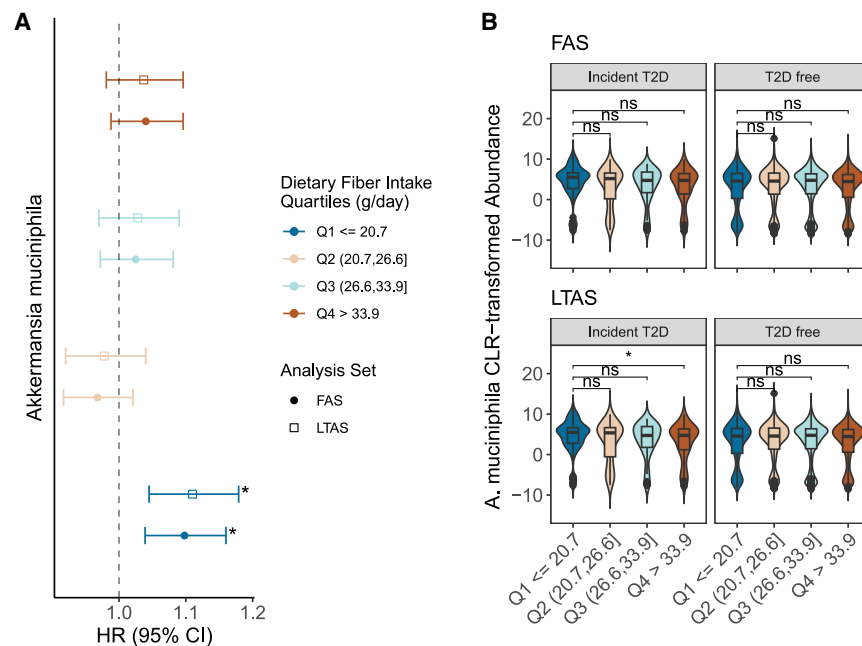 A
Akkermansia muciniphila
1.0
1.1
1.2
HR (95% CI)
*
*
Dietary Fiber Intake
Quartiles (g/day)
Q1 <= 20.7
Q2 (20.7,26.6]
Q3 (26.6,33.9]
Q4 > 33.9
Analysis Set
FAS
LTAS
B
A. muciniphila CLR-transformed Abundance
FAS
Incident T2D
T2D free
20
10
0
−10
ns
ns
ns
ns
ns
ns
LTAS
Incident T2D
T2D free
20
10
0
−10
*
ns
ns
ns
ns
ns
Q1 <= 20.7
Q2 (20.7,26.6]
Q3 (26.6,33.9]
Q4 > 33.9
Q1 <= 20.7
Q2 (20.7,26.6]
Q3 (26.6,33.9]
Q4 > 33.9